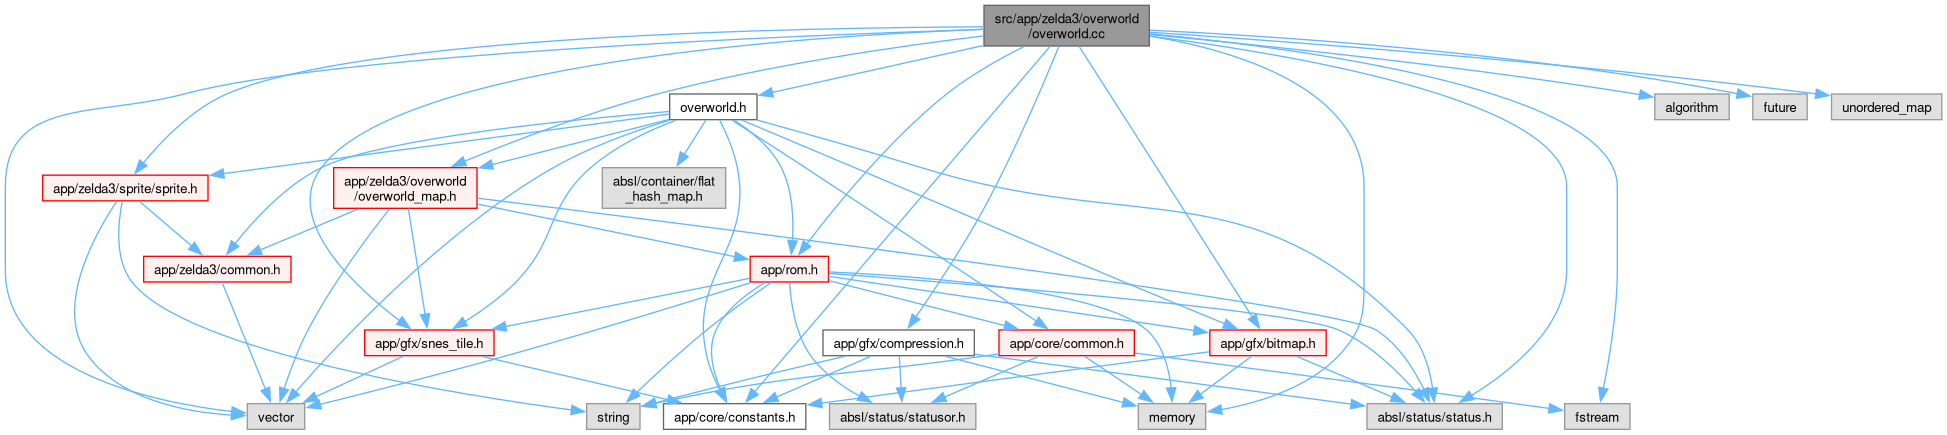 src/app/zelda3/overworld
/overworld.cc
overworld.h
algorithm
future
unordered_map
app/zelda3/sprite/sprite.h
app/zelda3/overworld
/overworld_map.h
absl/container/flat
_hash_map.h
app/zelda3/common.h
app/rom.h
app/gfx/snes_tile.h
app/gfx/compression.h
app/core/common.h
app/gfx/bitmap.h
vector
string
app/core/constants.h
absl/status/statusor.h
memory
absl/status/status.h
fstream